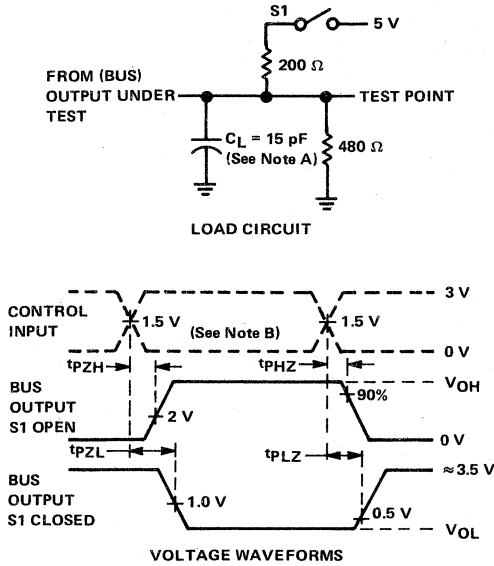 S1
5 V
200 Ω
FROM (BUS)
OUTPUT UNDER
TEST
TEST POINT
CL = 15 pF
(See Note A)
480 Ω
LOAD CIRCUIT
3 V
CONTROL
INPUT
1.5 V
(See Note B)
1.5 V
0 V
tPZH
tPHZ
BUS
OUTPUT
S1 OPEN
VOH
90%
2 V
0 V
tPZL
tPLZ
≈3.5 V
BUS
OUTPUT
S1 CLOSED
1.0 V
0.5 V
VOL
VOLTAGE WAVEFORMS